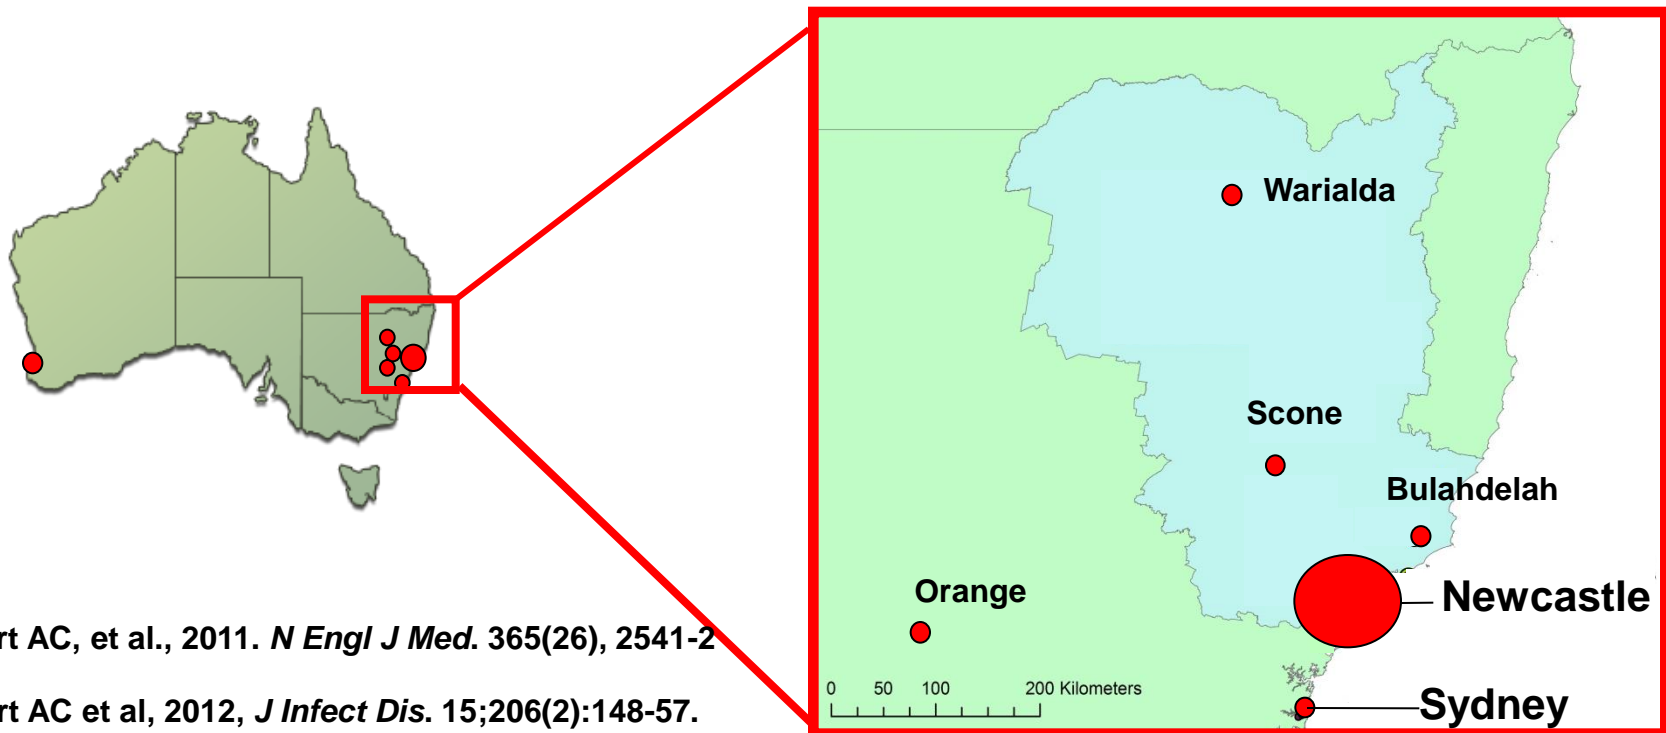 Warialda
Scone
Bulahdelah
Orange
Newcastle
0 50 100 200 Kilometers
Sydney
rt AC, et al., 2011. N Engl J Med. 365(26), 2541-2
rt AC et al, 2012, J Infect Dis. 15;206(2):148-57.